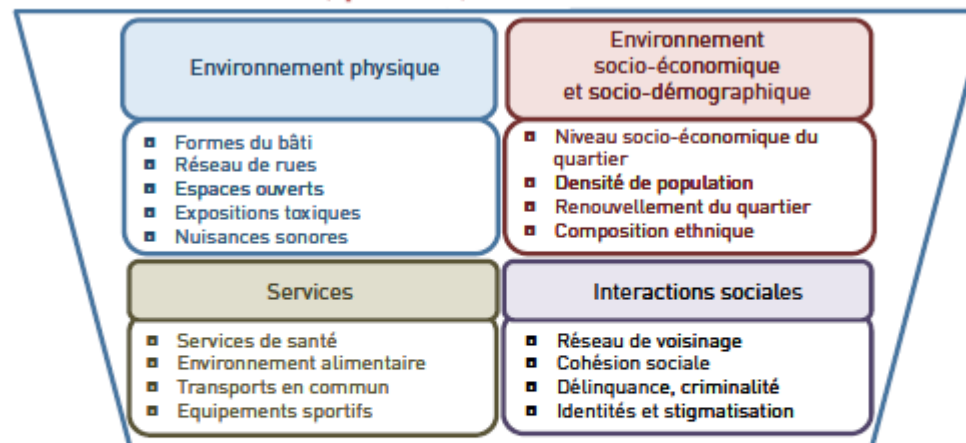 Environnement physique
Formes du bâti
Réseau de rues
Espaces ouverts
Expositions toxiques
Nuisances sonores
Environnement
socio-économique
et socio-démographique
Niveau socio-économique du
quartier
Densité de population
Renouvellement du quartier
Composition ethnique
Services
Services de santé
Environnement alimentaire
Transports en commun
Equipements sportifs
Interactions sociales
Réseau de voisinage
Cohésion sociale
Délinquance, criminalité
Identités et stigmatisation